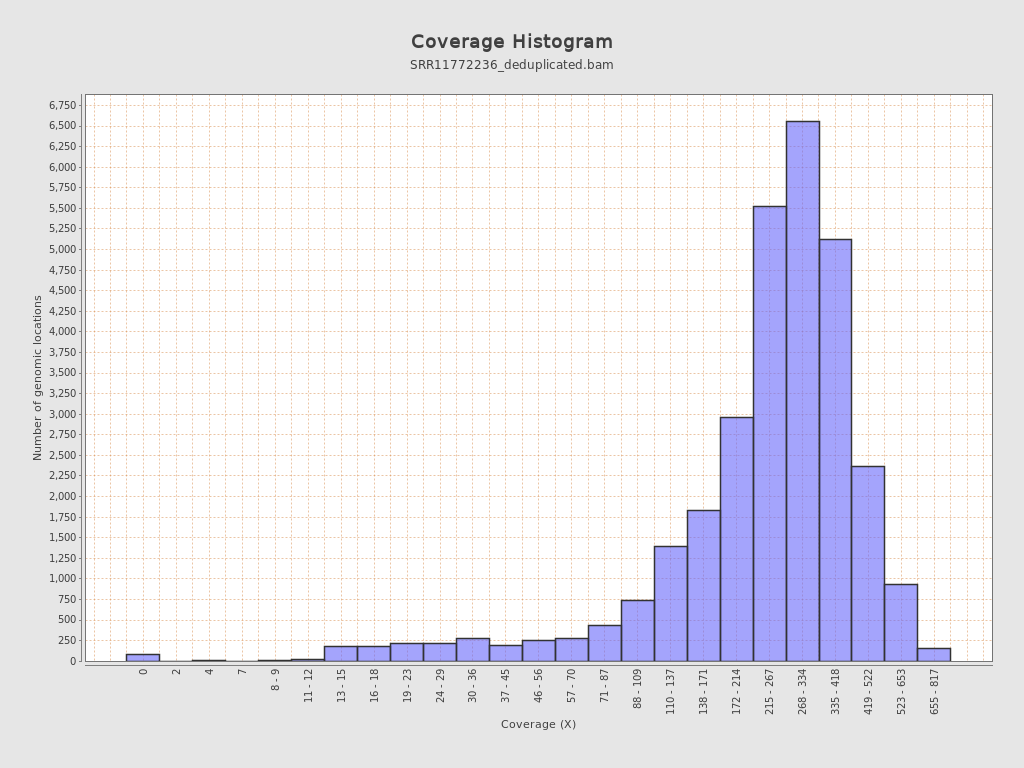 Coverage Histogram
SRR11772236_deduplicated.bam
Number of genomic locations
6,750
6,500
6,250
6,000
5,750
5,500
5,250
5,000
4,750
4,500
4,250
4,000
3,750
3,500
3,250
3,000
2,750
2,500
2,250
2,000
1,750
1,500
1,250
1,000
750
500
250
0
0
2
4
7
8 - 9
11 - 12
13 - 15
16 - 18
19 - 23
24 - 29
30 - 36
37 - 45
46 - 56
57 - 70
71 - 87
88 - 109
110 - 137
138 - 171
172 - 214
215 - 267
268 - 334
335 - 418
419 - 522
523 - 653
655 - 817
Coverage (X)